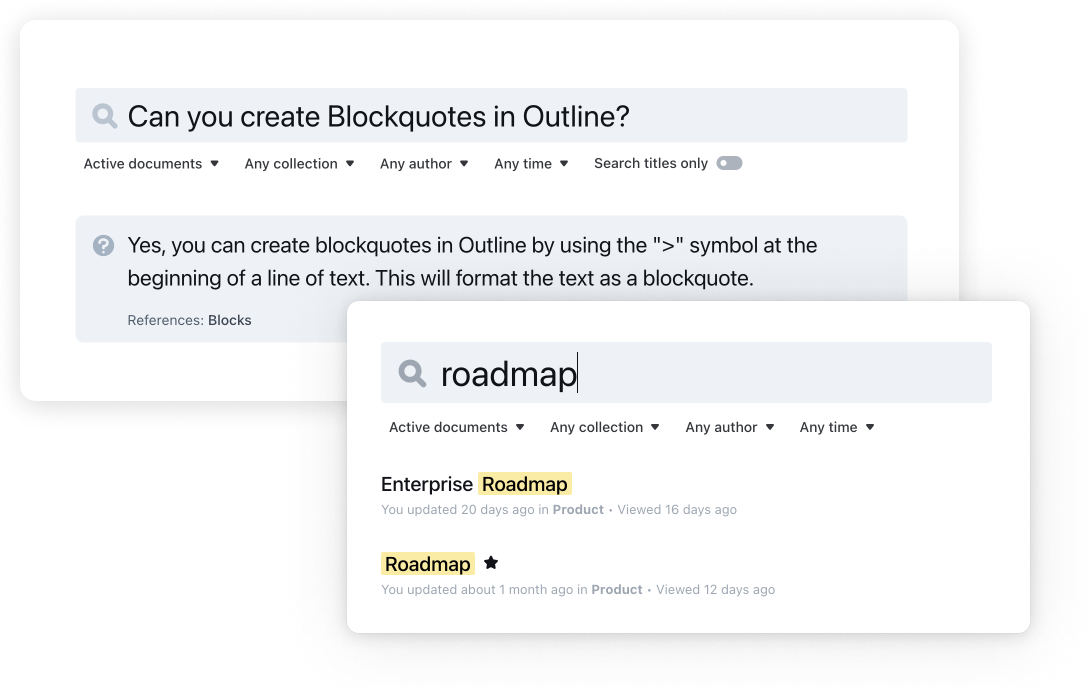 Can you create Blockquotes in Outline?
Active documents Any collection Any author Any time Search titles only
Yes, you can create blockquotes in Outline by using the ">" symbol at the
beginning of a line of text. This will format the text as a blockquote.
References: Blocks
roadmap
Active documents Any collection Any author Any time
Enterprise Roadmap
You updated 20 days ago in Product • Viewed 16 days ago
Roadmap
You updated about 1 month ago in Product • Viewed 12 days ago